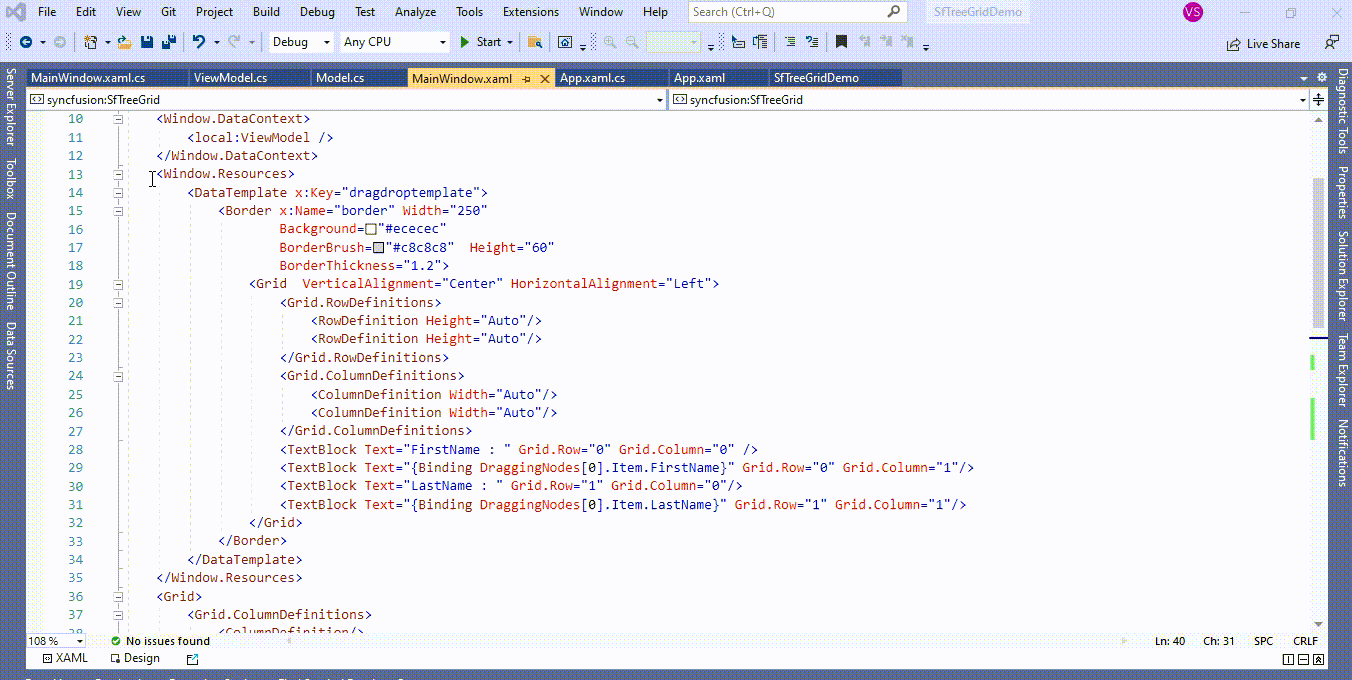 File Edit View Git Project Build Debug Test Analyze Tools Extensions Window Help Search (Ctrl+Q) SfTreeGridDemo VS
Debug Any CPU Start Live Share
MainWindow.xaml.cs ViewModel.cs Model.cs MainWindow.xaml App.xaml.cs App.xaml SfTreeGridDemo
syncfusion:SfTreeGrid syncfusion:SfTreeGrid
Server Explorer
Toolbox
Document Outline
Data Sources
10 <Window.DataContext>
11 <local:ViewModel />
12 </Window.DataContext>
13 <Window.Resources>
14 <DataTemplate x:Key="dragdroptemplate">
15 <Border x:Name="border" Width="250"
16 Background="#ececec"
17 BorderBrush="#c8c8c8" Height="60"
18 BorderThickness="1.2">
19 <Grid VerticalAlignment="Center" HorizontalAlignment="Left">
20 <Grid.RowDefinitions>
21 <RowDefinition Height="Auto"/>
22 <RowDefinition Height="Auto"/>
23 </Grid.RowDefinitions>
24 <Grid.ColumnDefinitions>
25 <ColumnDefinition Width="Auto"/>
26 <ColumnDefinition Width="Auto"/>
27 </Grid.ColumnDefinitions>
28 <TextBlock Text="FirstName : " Grid.Row="0" Grid.Column="0" />
29 <TextBlock Text="{Binding DraggingNodes[0].Item.FirstName}" Grid.Row="0" Grid.Column="1"/>
30 <TextBlock Text="LastName : " Grid.Row="1" Grid.Column="0"/>
31 <TextBlock Text="{Binding DraggingNodes[0].Item.LastName}" Grid.Row="1" Grid.Column="1"/>
32 </Grid>
33 </Border>
34 </DataTemplate>
35 </Window.Resources>
36 <Grid>
37 <Grid.ColumnDefinitions>
38 <ColumnDefinition/>
Diagnostic Tools
Properties
Solution Explorer
Team Explorer
Notifications
108 % No issues found Ln: 40 Ch: 31 SPC CRLF
XAML Design